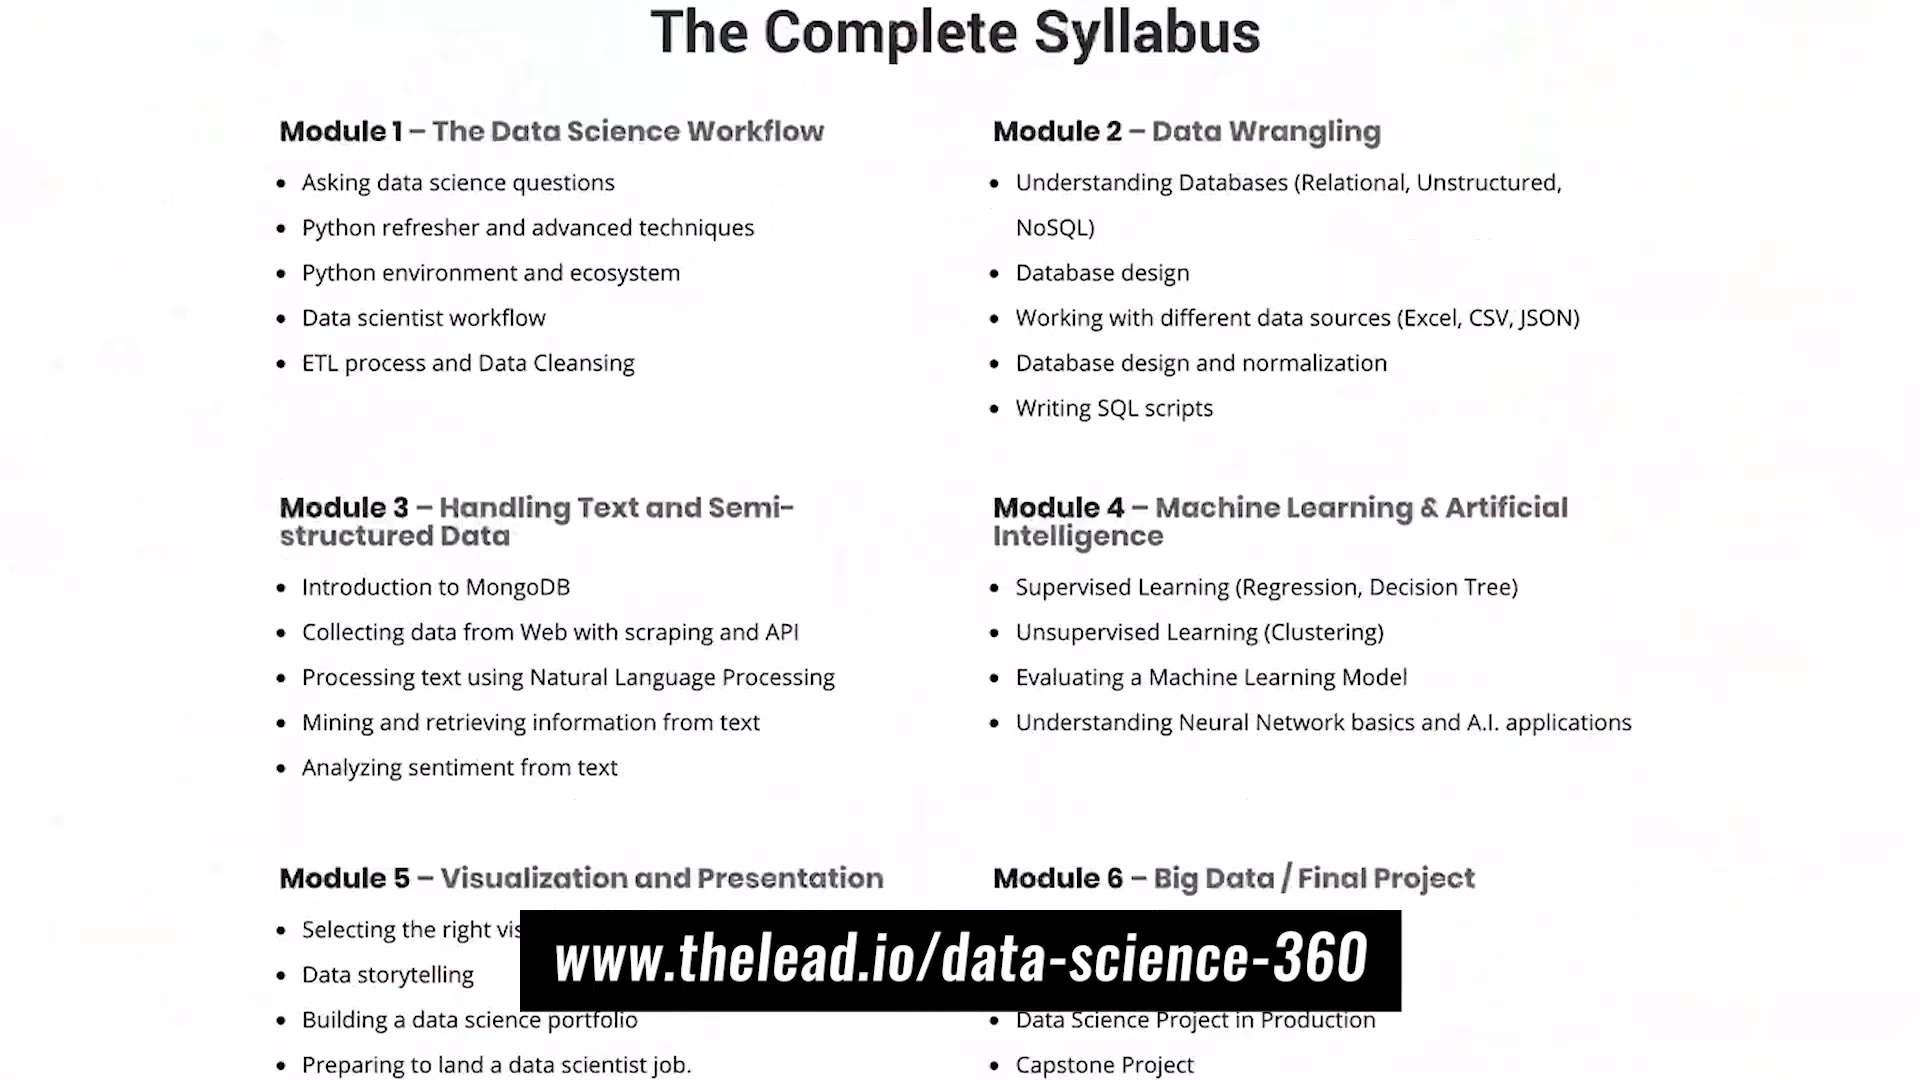 The Complete Syllabus
Module 1 – The Data Science Workflow
• Asking data science questions
• Python refresher and advanced techniques
• Python environment and ecosystem
• Data scientist workflow
• ETL process and Data Cleansing
Module 2 – Data Wrangling
• Understanding Databases (Relational, Unstructured,
NoSQL)
• Database design
• Working with different data sources (Excel, CSV, JSON)
• Database design and normalization
• Writing SQL scripts
Module 3 – Handling Text and Semi-
structured Data
• Introduction to MongoDB
• Collecting data from Web with scraping and API
• Processing text using Natural Language Processing
• Mining and retrieving information from text
• Analyzing sentiment from text
Module 4 – Machine Learning & Artificial
Intelligence
• Supervised Learning (Regression, Decision Tree)
• Unsupervised Learning (Clustering)
• Evaluating a Machine Learning Model
• Understanding Neural Network basics and A.I. applications
Module 5 – Visualization and Presentation
• Selecting the right
• Data storytelling
• Building a data science portfolio
• Preparing to land a data scientist job.
Module 6 – Big Data / Final Project
• Data Science Project in Production
• Capstone Project
www.thelead.io/data-science-360